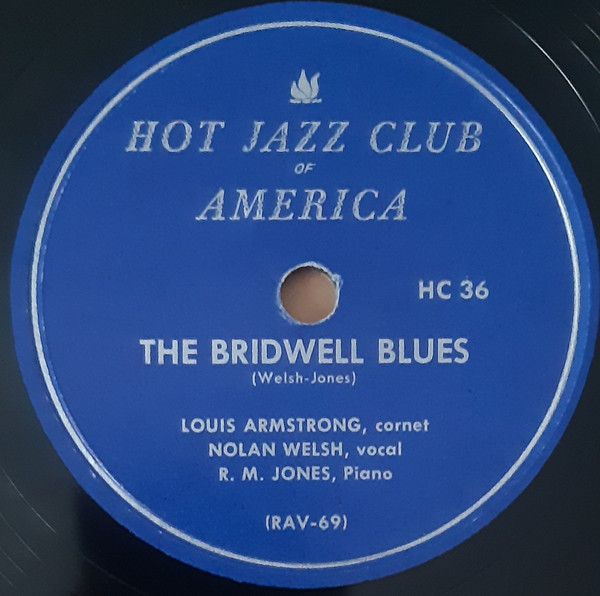 HOT JAZZ CLUB
OF
AMERICA
HC 36
THE BRIDWELL BLUES
(Welsh-Jones)
LOUIS ARMSTRONG, cornet
NOLAN WELSH, vocal
R. M. JONES, Piano
(RAV-69)